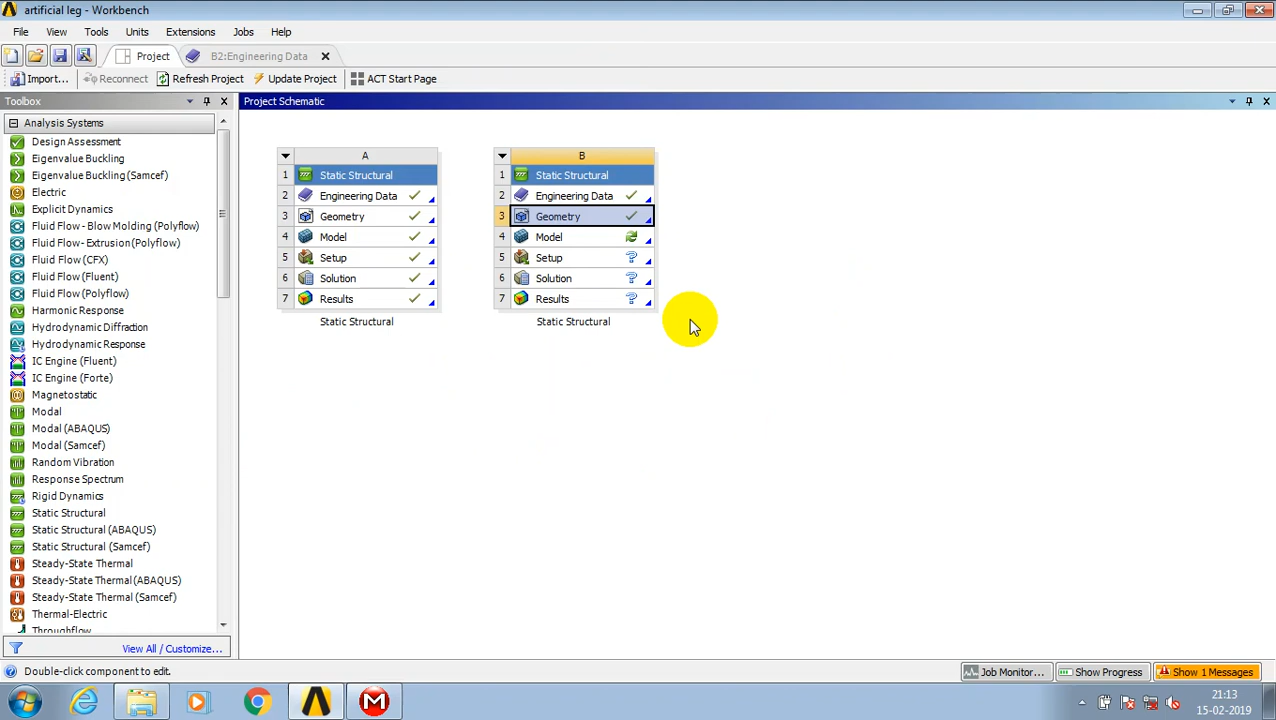 artificial leg - Workbench
File View Tools Units Extensions Jobs Help
Project B2:Engineering Data
Import... Reconnect Refresh Project Update Project ACT Start Page
Toolbox
Project Schematic
Analysis Systems
Design Assessment
Eigenvalue Buckling
Eigenvalue Buckling (Samcef)
Electric
Explicit Dynamics
Fluid Flow - Blow Molding (Polyflow)
Fluid Flow - Extrusion (Polyflow)
Fluid Flow (CFX)
Fluid Flow (Fluent)
Fluid Flow (Polyflow)
Harmonic Response
Hydrodynamic Diffraction
Hydrodynamic Response
IC Engine (Fluent)
IC Engine (Forte)
Magnetostatic
Modal
Modal (ABAQUS)
Modal (Samcef)
Random Vibration
Response Spectrum
Rigid Dynamics
Static Structural
Static Structural (ABAQUS)
Static Structural (Samcef)
Steady-State Thermal
Steady-State Thermal (ABAQUS)
Steady-State Thermal (Samcef)
Thermal-Electric
Throughflow
View All / Customize...
A
1 Static Structural
2 Engineering Data
3 Geometry
4 Model
5 Setup
6 Solution
7 Results
Static Structural
B
1 Static Structural
2 Engineering Data
3 Geometry
4 Model
5 Setup
6 Solution
7 Results
Static Structural
Double-click component to edit.
Job Monitor... Show Progress Show 1 Messages
21:13
15-02-2019